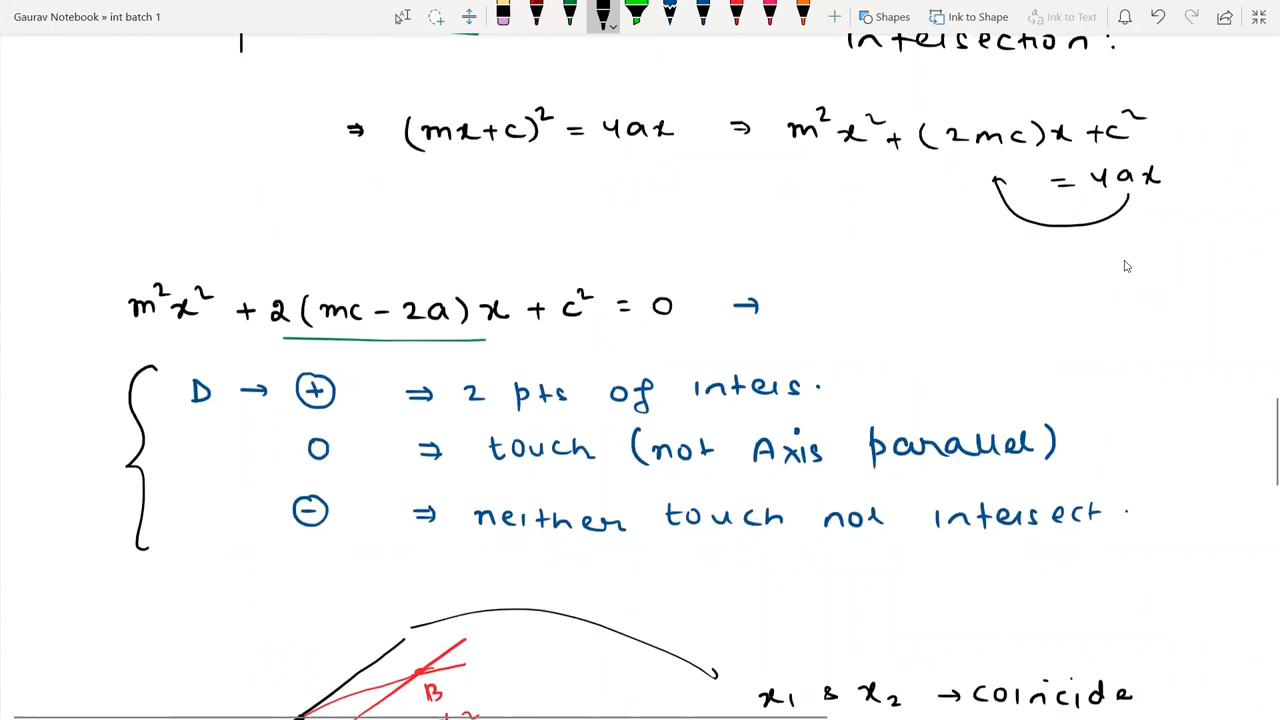 Gaurav Notebook » int batch 1
Shapes
Ink to Shape
Ink to Text
intersection.
⇒ (mx+c)² = 4ax ⇒ m²x² + (2mc)x + c²
= 4ax
m²x² + 2(mc - 2a)x + c² = 0 →
D → ⊕ ⇒ 2 pts of inters.
0 ⇒ touch (not Axis parallel)
⊖ ⇒ neither touch not intersect.
B
x₁ & x₂ → coincide